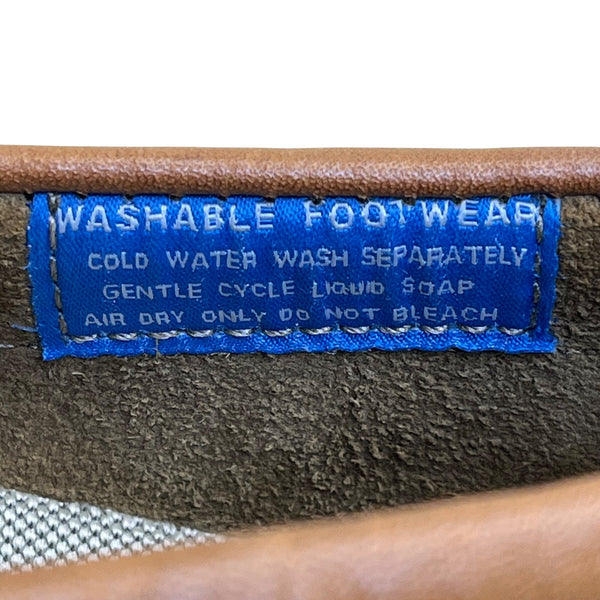 WASHABLE FOOTWEAR
COLD WATER WASH SEPARATELY
GENTLE CYCLE LIQUID SOAP
AIR DRY ONLY DO NOT BLEACH